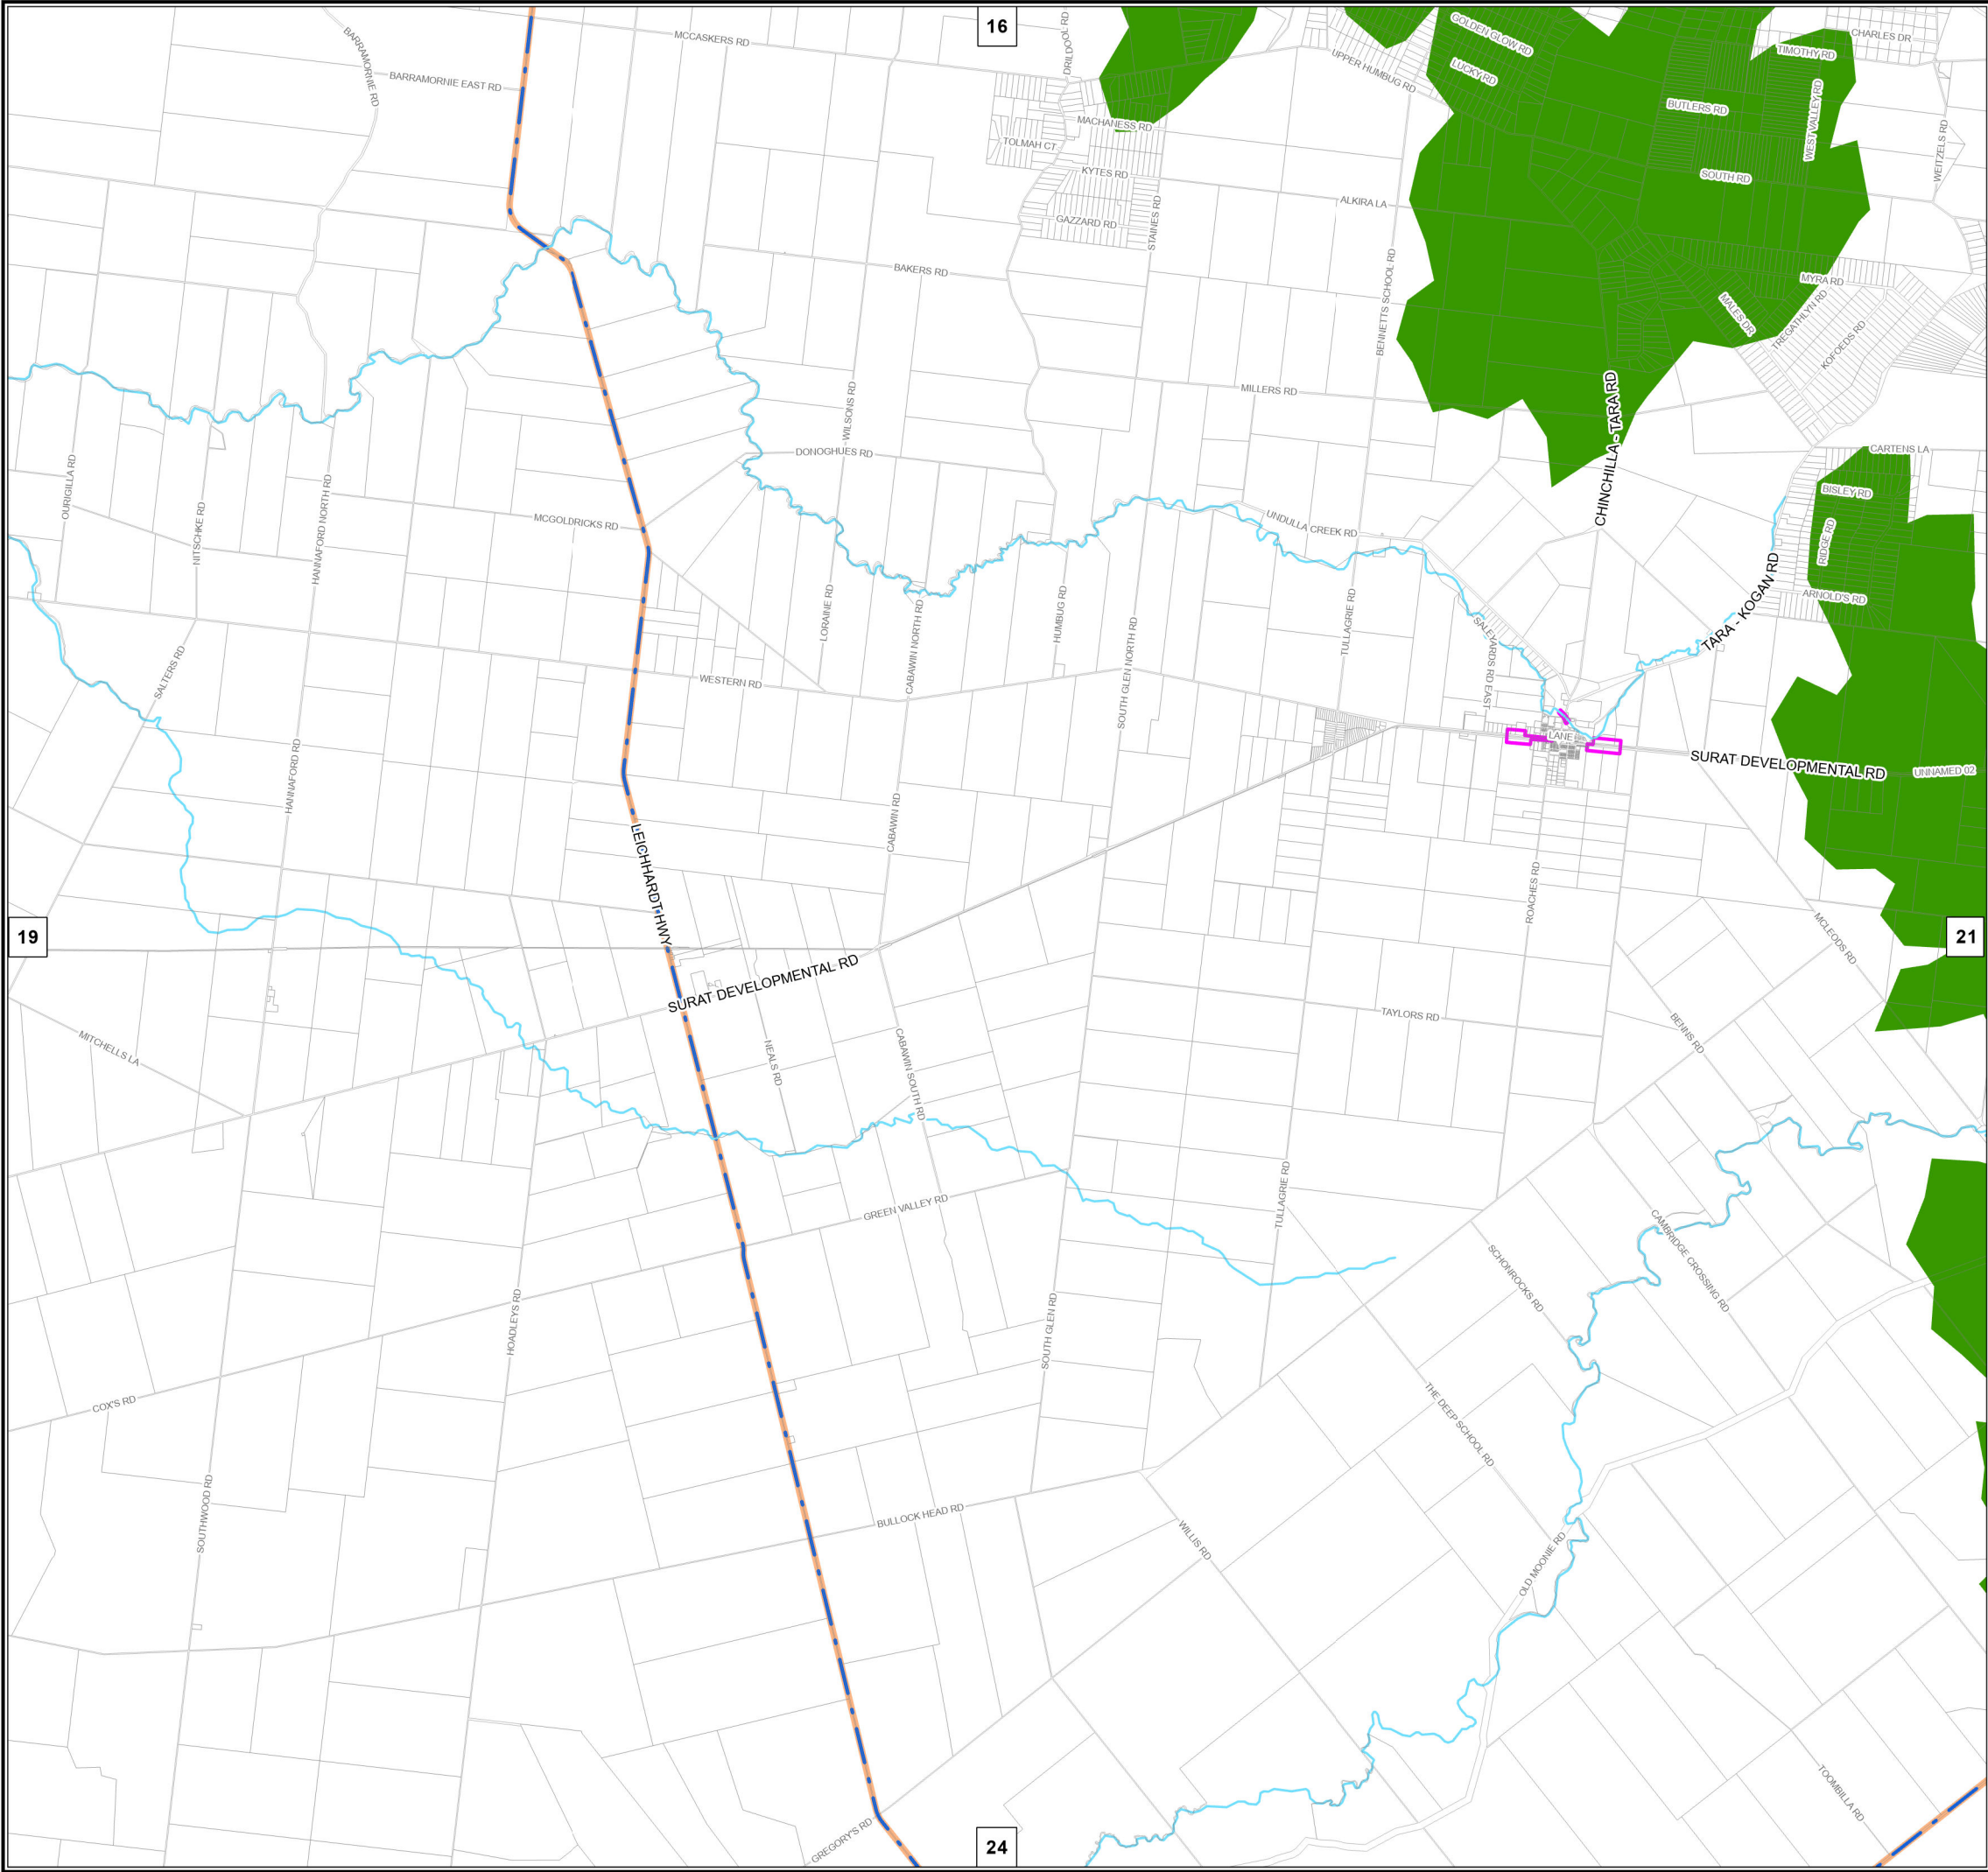 16
BARRAMORNIE RD
MCCASKERS RD
DRILLDOOL RD
GOLDEN GLOW RD
CHARLES DR
TIMOTHY RD
UPPER HUMBUG RD
LUCKY RD
BARRAMORNIE EAST RD
BUTLERS RD
WEST VALLEY RD
MACHANESS RD
TOLMAH CT
WEITZELS RD
KYTES RD
SOUTH RD
ALKIRA LA
GAZZARD RD
STAINES RD
BAKERS RD
BENNETTS SCHOOL RD
MYRA RD
MALES DR
TREGATHLYN RD
KOFOEDS RD
MILLERS RD
CHINCHILLA - TARA RD
WILSONS RD
DONOGHUES RD
CARTENS LA
OURIGILLA RD
NITSCHKE RD
HANNAFORD NORTH RD
MCGOLDRICKS RD
UNDULLA CREEK RD
BISLEY RD
RIDGE RD
TARA - KOGAN RD
ARNOLD'S RD
LORAINE RD
CABAWIN NORTH RD
HUMBUG RD
TULLAGRIE RD
SALEYARDS RD EAST
SALTERS RD
WESTERN RD
SOUTH GLEN NORTH RD
LANE
SURAT DEVELOPMENTAL RD
UNNAMED 02
HANNAFORD RD
LEICHHARDT HWY
CABAWIN RD
ROACHES RD
MCLEODS RD
19
21
SURAT DEVELOPMENTAL RD
TAYLORS RD
BEHNS RD
MITCHELLS LA
NEALS RD
CABAWIN SOUTH RD
GREEN VALLEY RD
TULLAGRIE RD
CAMBRIDGE CROSSING RD
SCHONROCKS RD
HOADLEYS RD
SOUTH GLEN RD
COX'S RD
THE DEEP SCHOOL RD
SOUTHWOOD RD
BULLOCK HEAD RD
WILLIS RD
OLD MOONIE RD
TOOMBILLA RD
GREGORY'S RD
24